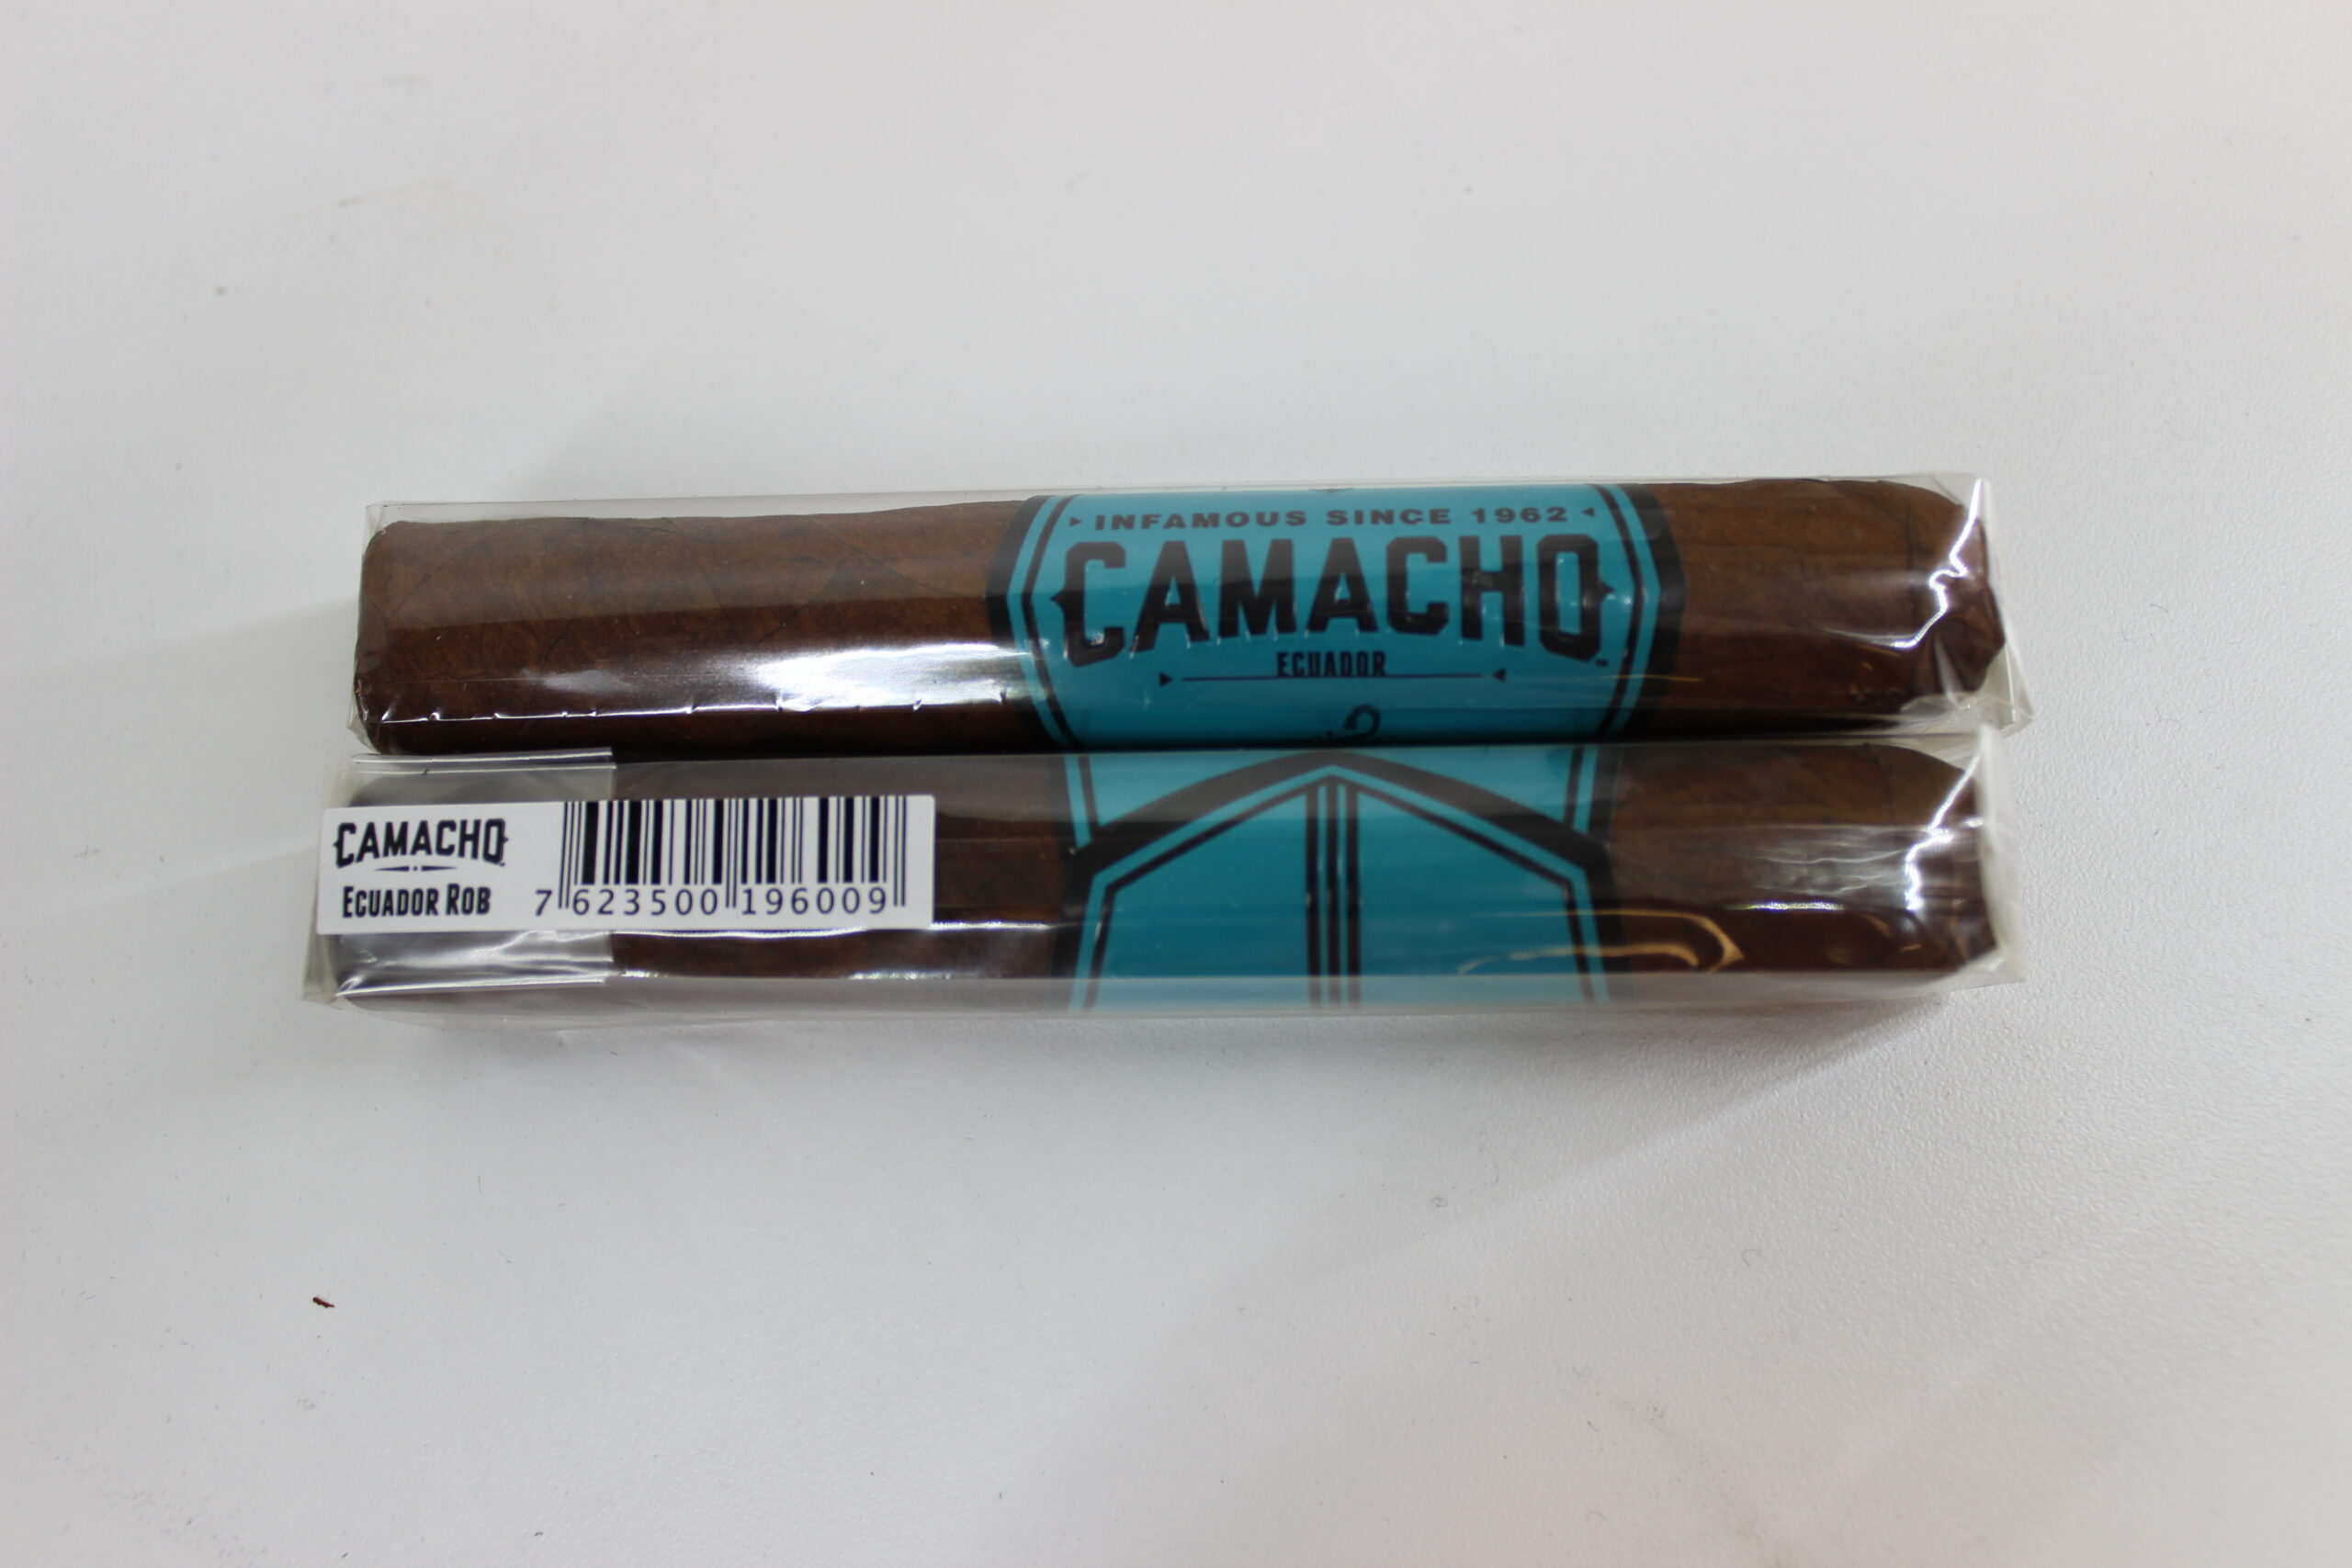 INFAMOUS SINCE 1962
CAMACHO
ECUADOR
CAMACHO
ECUADOR ROB
7 623500 196009